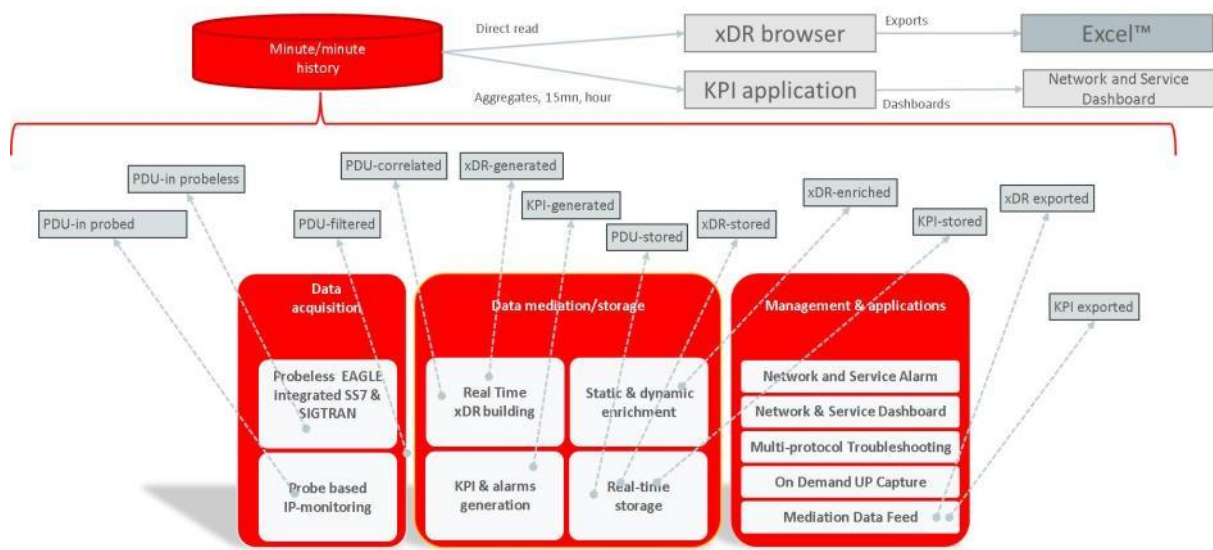 Minute/minute
history
Direct read
xDR browser
Exports
Excel™
Aggregates, 15mn, hour
KPI application
Dashboards
Network and Service
Dashboard
PDU-in probeless
PDU-in probed
PDU-filtered
PDU-correlated
xDR-generated
KPI-generated
PDU-stored
xDR-stored
xDR-enriched
KPI-stored
xDR exported
KPI exported
Data
acquisition
Probeless EAGLE
integrated SS7 &
SIGTRAN
Probe based
IP-monitoring
Data mediation/storage
Real Time
xDR building
Static & dynamic
enrichment
KPI & alarms
generation
Real-time
storage
Management & applications
Network and Service Alarm
Network & Service Dashboard
Multi-protocol Troubleshooting
On Demand UP Capture
Mediation Data Feed